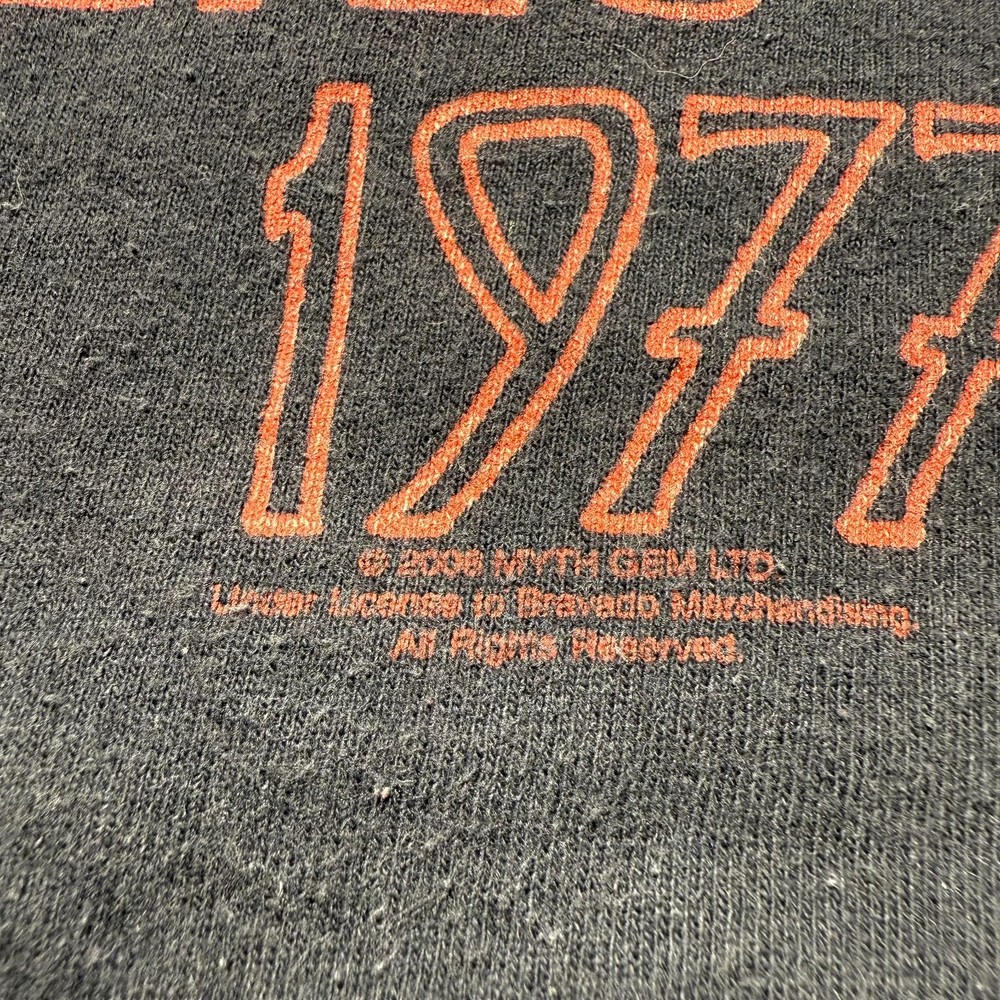 1977
© 2006 MYTH GEM LTD.
Under License to Bravado Merchandising.
All Rights Reserved.